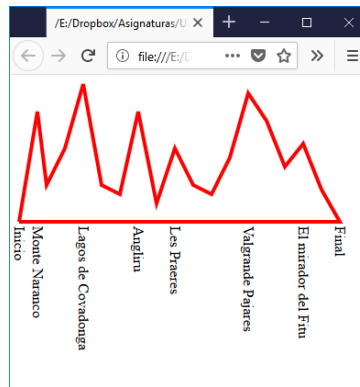 /E:/Dropbox/Asignaturas/U
file:///E:/D
Inicio
Monte Naranco
Lagos de Covadonga
Angliru
Les Praeres
Valgrande Pajares
El mirador del Fitu
Final